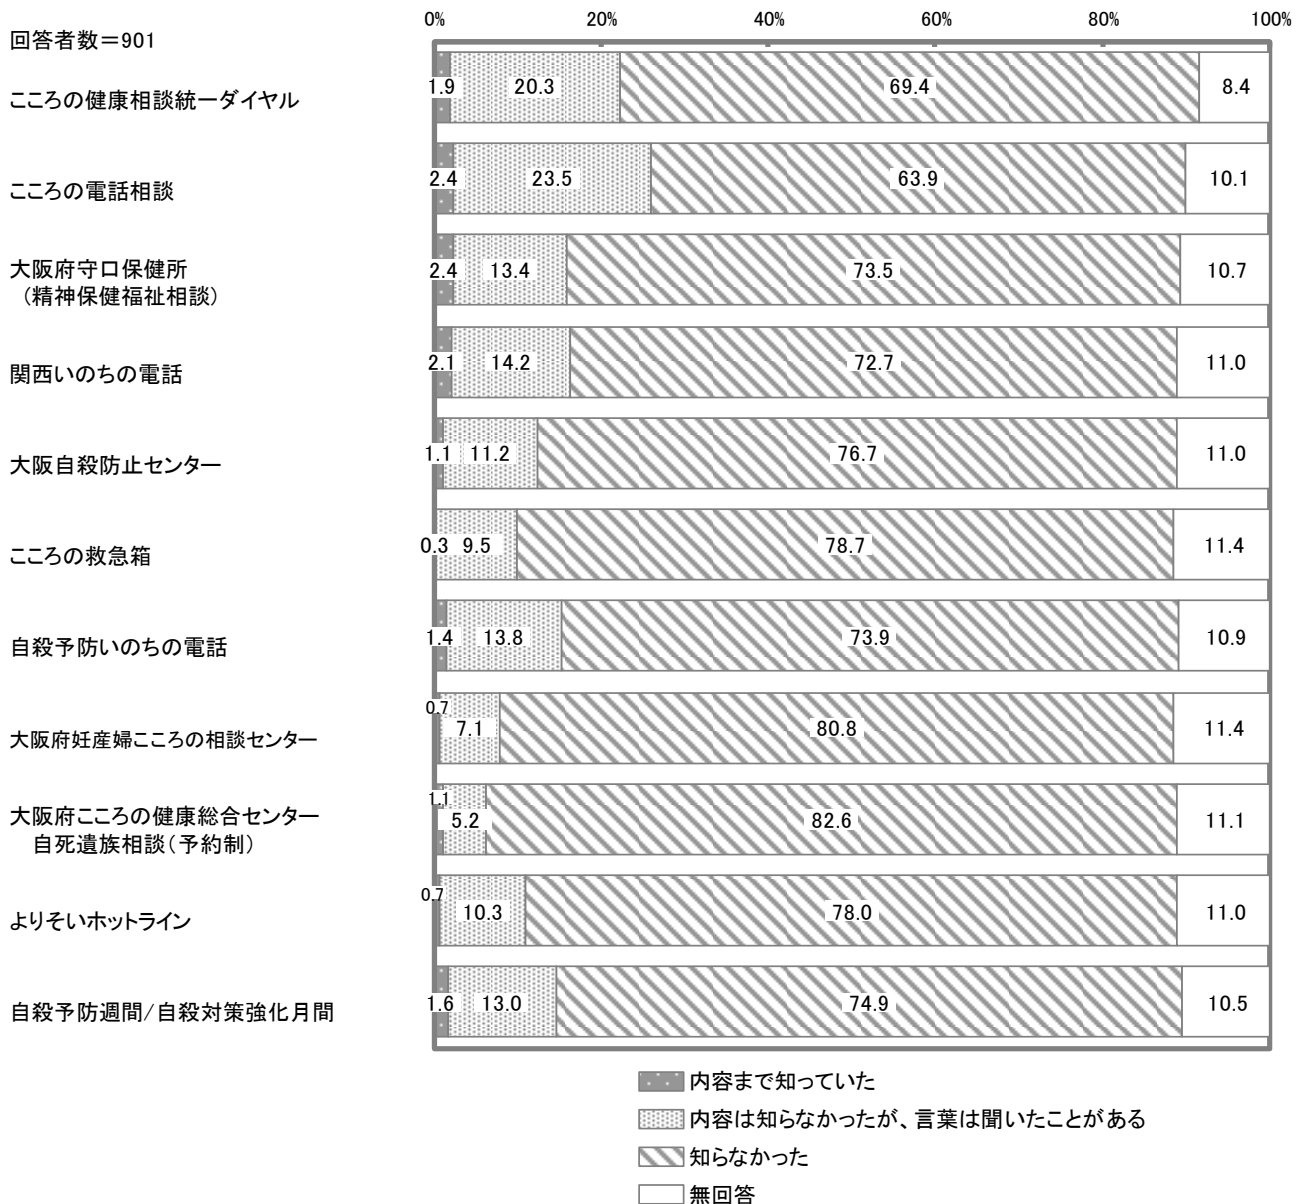 0% 20% 40% 60% 80% 100%
回答者数＝901
こころの健康相談統一ダイヤル 1.9 20.3 69.4 8.4
こころの電話相談 2.4 23.5 63.9 10.1
大阪府守口保健所
（精神保健福祉相談） 2.4 13.4 73.5 10.7
関西いのちの電話 2.1 14.2 72.7 11.0
大阪自殺防止センター 1.1 11.2 76.7 11.0
こころの救急箱 0.3 9.5 78.7 11.4
自殺予防いのちの電話 1.4 13.8 73.9 10.9
大阪府妊産婦こころの相談センター 0.7 7.1 80.8 11.4
大阪府こころの健康総合センター
自死遺族相談（予約制） 1.1 5.2 82.6 11.1
よりそいホットライン 0.7 10.3 78.0 11.0
自殺予防週間/自殺対策強化月間 1.6 13.0 74.9 10.5
内容まで知っていた
内容は知らなかったが、言葉は聞いたことがある
知らなかった
無回答